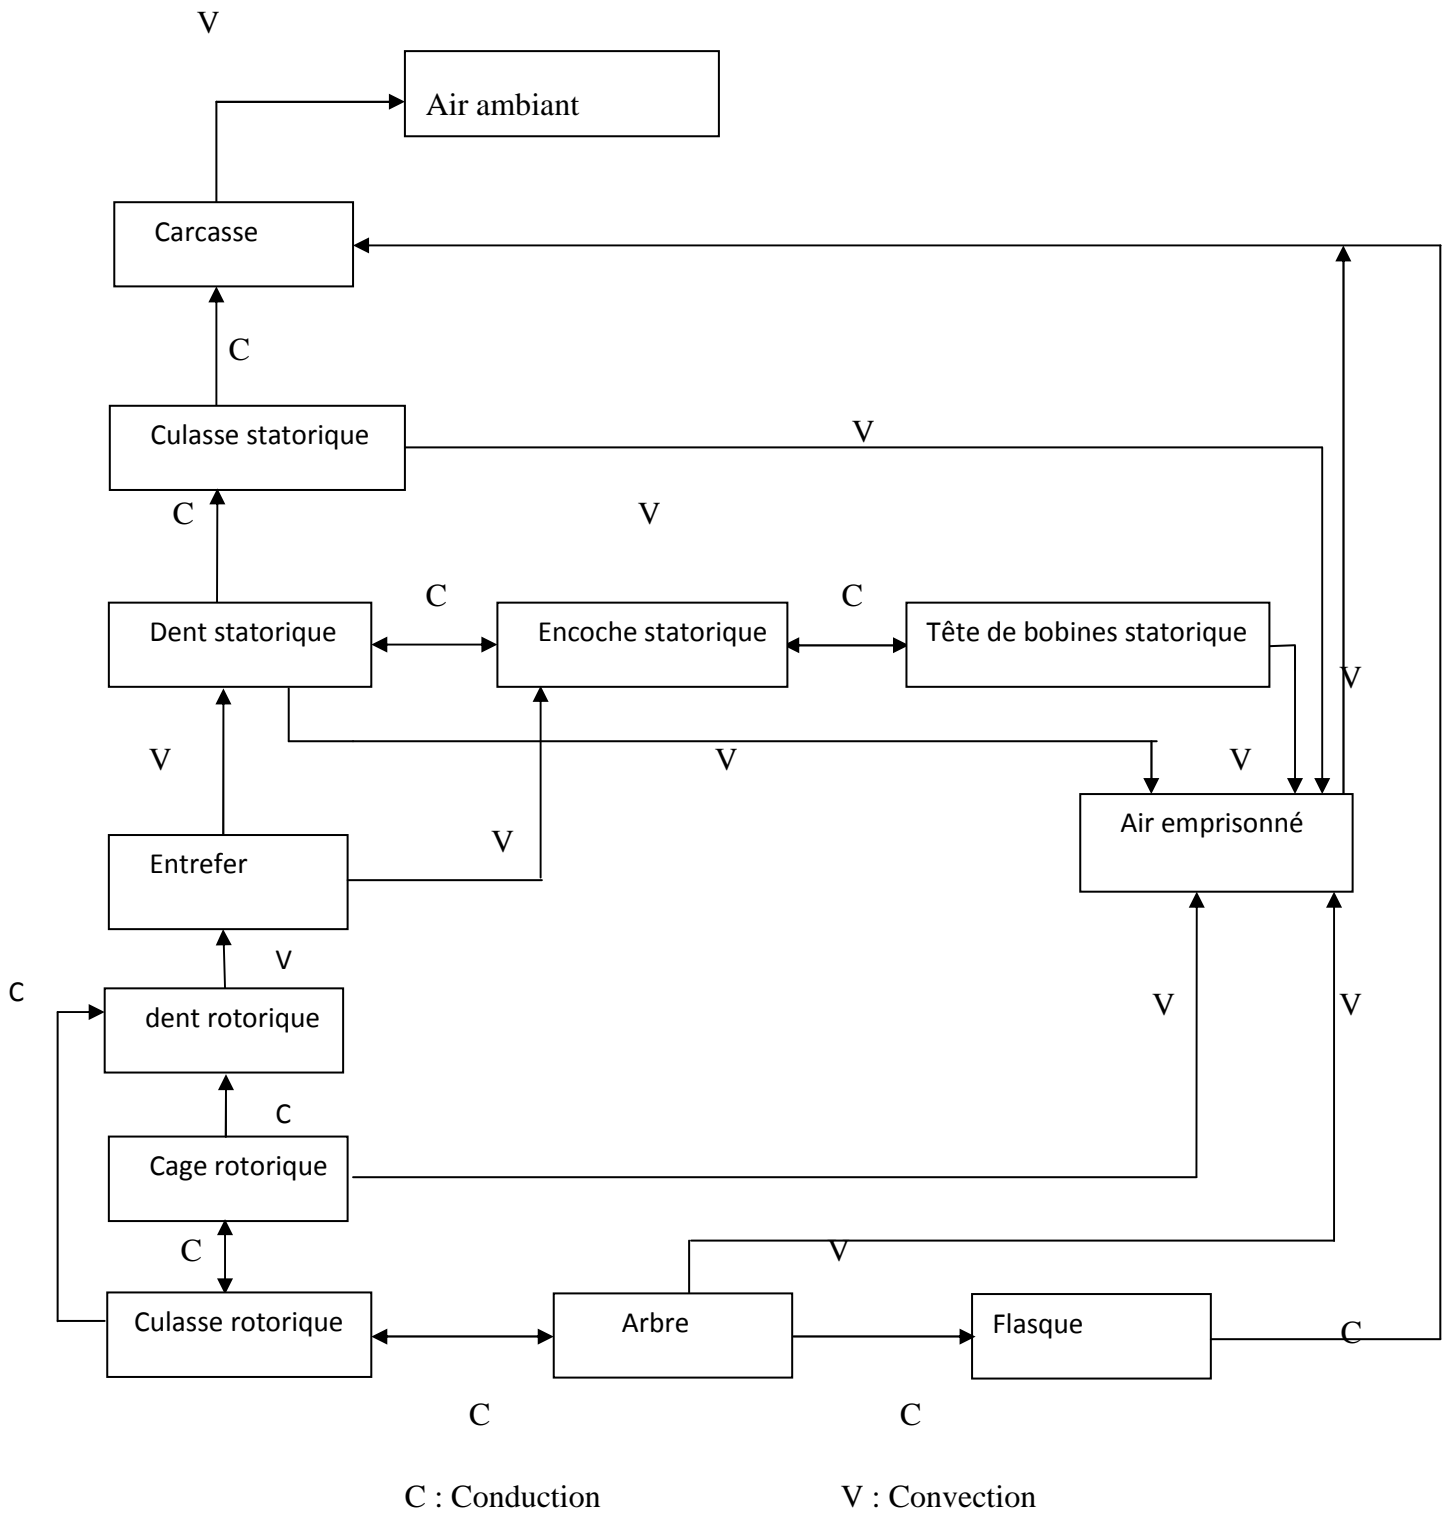 V
Air ambiant
Carcasse
C
Culasse statorique
V
C
V
C
C
Dent statorique
Encoche statorique
Tête de bobines statorique
V
V
V
V
V
Air emprisonné
Entrefer
V
C
V
V
dent rotorique
C
Cage rotorique
C
V
Culasse rotorique
Arbre
Flasque
C
C
C
C : Conduction
V : Convection